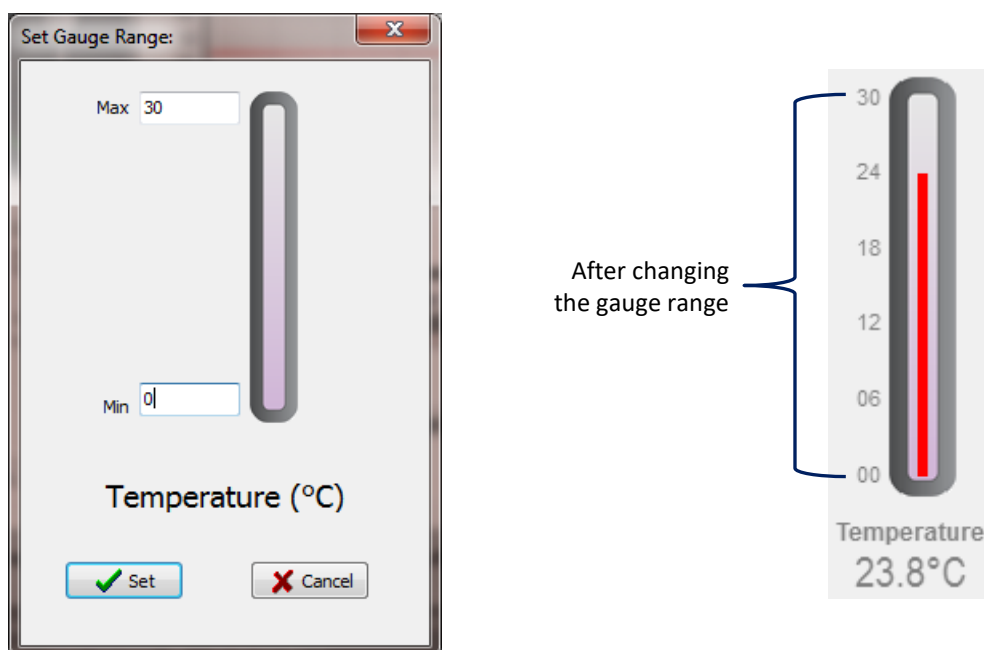 Set Gauge Range:
Max 30
Min 0
Temperature (°C)
Set Cancel
After changing
the gauge range
30
24
18
12
06
00
Temperature
23.8°C